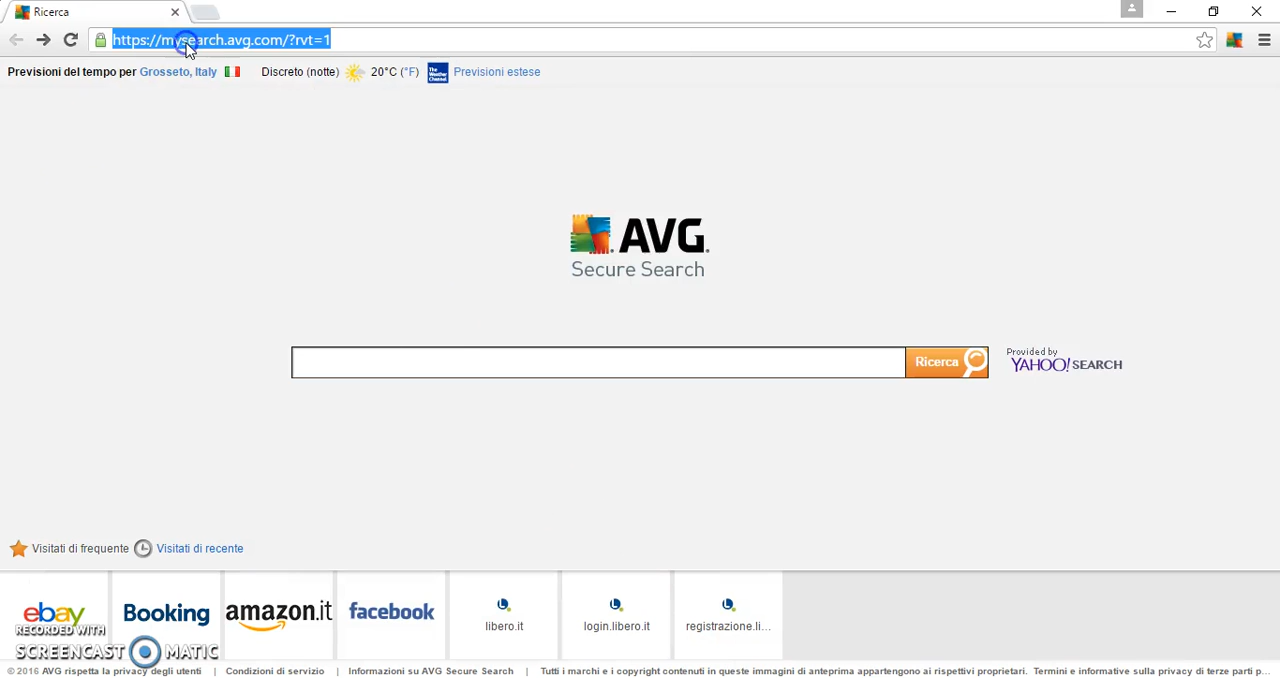 Ricerca
https://mysearch.avg.com/?rvt=1
Previsioni del tempo per Grosseto, Italy Discreto (notte) 20°C (°F) The Weather Channel Previsioni estese
AVG.
Secure Search
Ricerca
Provided by
YAHOO! SEARCH
Visitati di frequente Visitati di recente
ebay Booking amazon.it facebook libero.it login.libero.it registrazione.li...
RECORDED WITH
SCREENCAST MATIC
© 2016 AVG rispetta la privacy degli utenti | Condizioni di servizio | Informazioni su AVG Secure Search | Tutti i marchi e i copyright contenuti in queste immagini di anteprima appartengono ai rispettivi proprietari. Termini e informative sulla privacy di terze parti p...